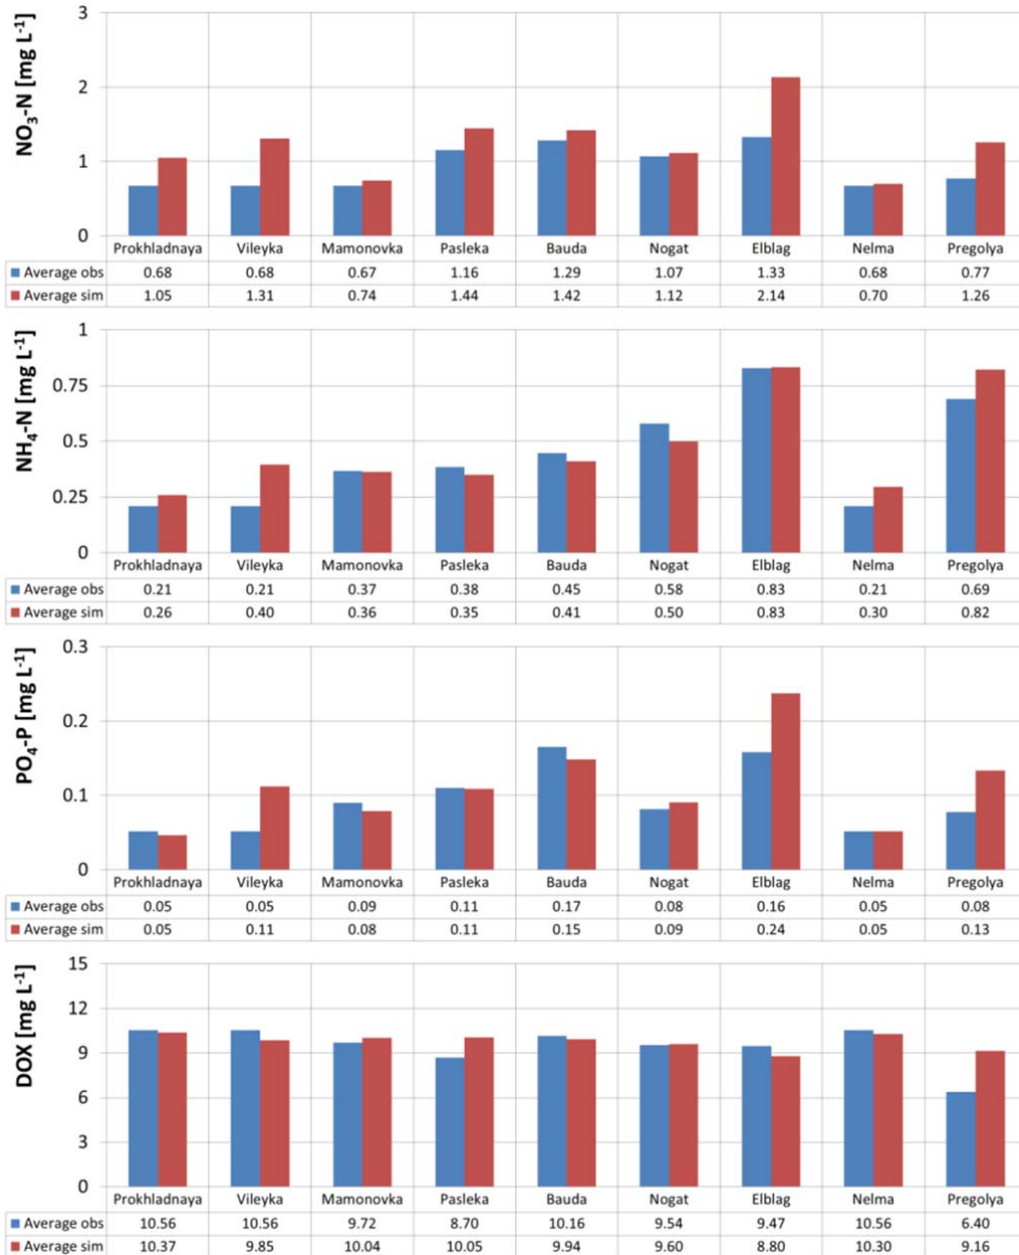 NO₃-N [mg L⁻¹]
3
2
1
0
Prokhladnaya Vileyka Mamonovka Pasleka Bauda Nogat Elblag Nelma Pregolya
Average obs 0.68 0.68 0.67 1.16 1.29 1.07 1.33 0.68 0.77
Average sim 1.05 1.31 0.74 1.44 1.42 1.12 2.14 0.70 1.26
NH₄-N [mg L⁻¹]
1
0.75
0.5
0.25
0
Prokhladnaya Vileyka Mamonovka Pasleka Bauda Nogat Elblag Nelma Pregolya
Average obs 0.21 0.21 0.37 0.38 0.45 0.58 0.83 0.21 0.69
Average sim 0.26 0.40 0.36 0.35 0.41 0.50 0.83 0.30 0.82
PO₄-P [mg L⁻¹]
0.3
0.2
0.1
0
Prokhladnaya Vileyka Mamonovka Pasleka Bauda Nogat Elblag Nelma Pregolya
Average obs 0.05 0.05 0.09 0.11 0.17 0.08 0.16 0.05 0.08
Average sim 0.05 0.11 0.08 0.11 0.15 0.09 0.24 0.05 0.13
DOX [mg L⁻¹]
15
12
9
6
3
0
Prokhladnaya Vileyka Mamonovka Pasleka Bauda Nogat Elblag Nelma Pregolya
Average obs 10.56 10.56 9.72 8.70 10.16 9.54 9.47 10.56 6.40
Average sim 10.37 9.85 10.04 10.05 9.94 9.60 8.80 10.30 9.16